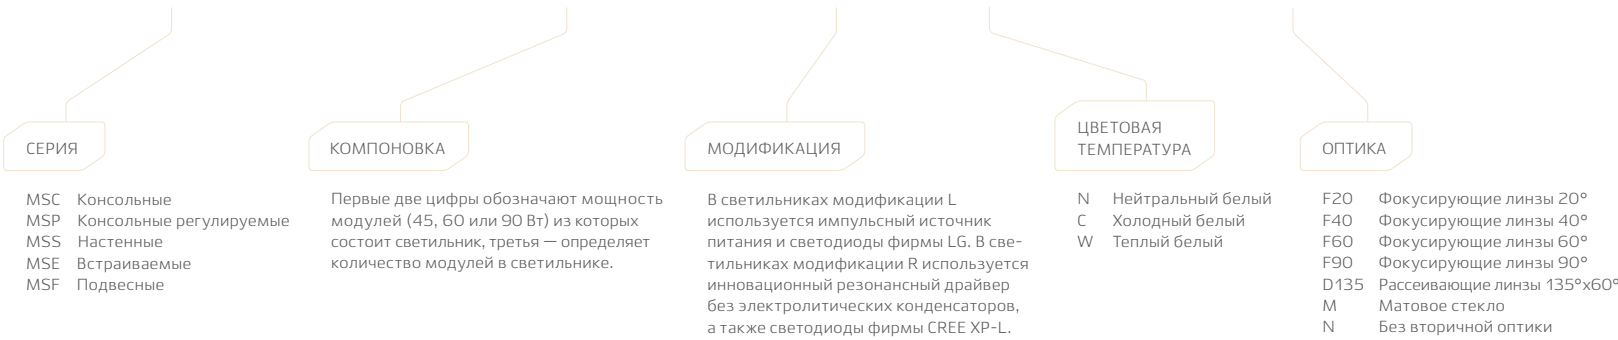 СЕРИЯ
MSC Консольные
MSP Консольные регулируемые
MSS Настенные
MSE Встраиваемые
MSF Подвесные
КОМПОНОВКА
Первые две цифры обозначают мощность
модулей (45, 60 или 90 Вт) из которых
состоит светильник, третья — определяет
количество модулей в светильнике.
МОДИФИКАЦИЯ
В светильниках модификации L
используется импульсный источник
питания и светодиоды фирмы LG. В све-
тильниках модификации R используется
инновационный резонансный драйвер
без электролитических конденсаторов,
а также светодиоды фирмы CREE XP-L.
ЦВЕТОВАЯ
ТЕМПЕРАТУРА
N Нейтральный белый
C Холодный белый
W Теплый белый
ОПТИКА
F20 Фокусирующие линзы 20°
F40 Фокусирующие линзы 40°
F60 Фокусирующие линзы 60°
F90 Фокусирующие линзы 90°
D135 Рассеивающие линзы 135°x60°
M Матовое стекло
N Без вторичной оптики